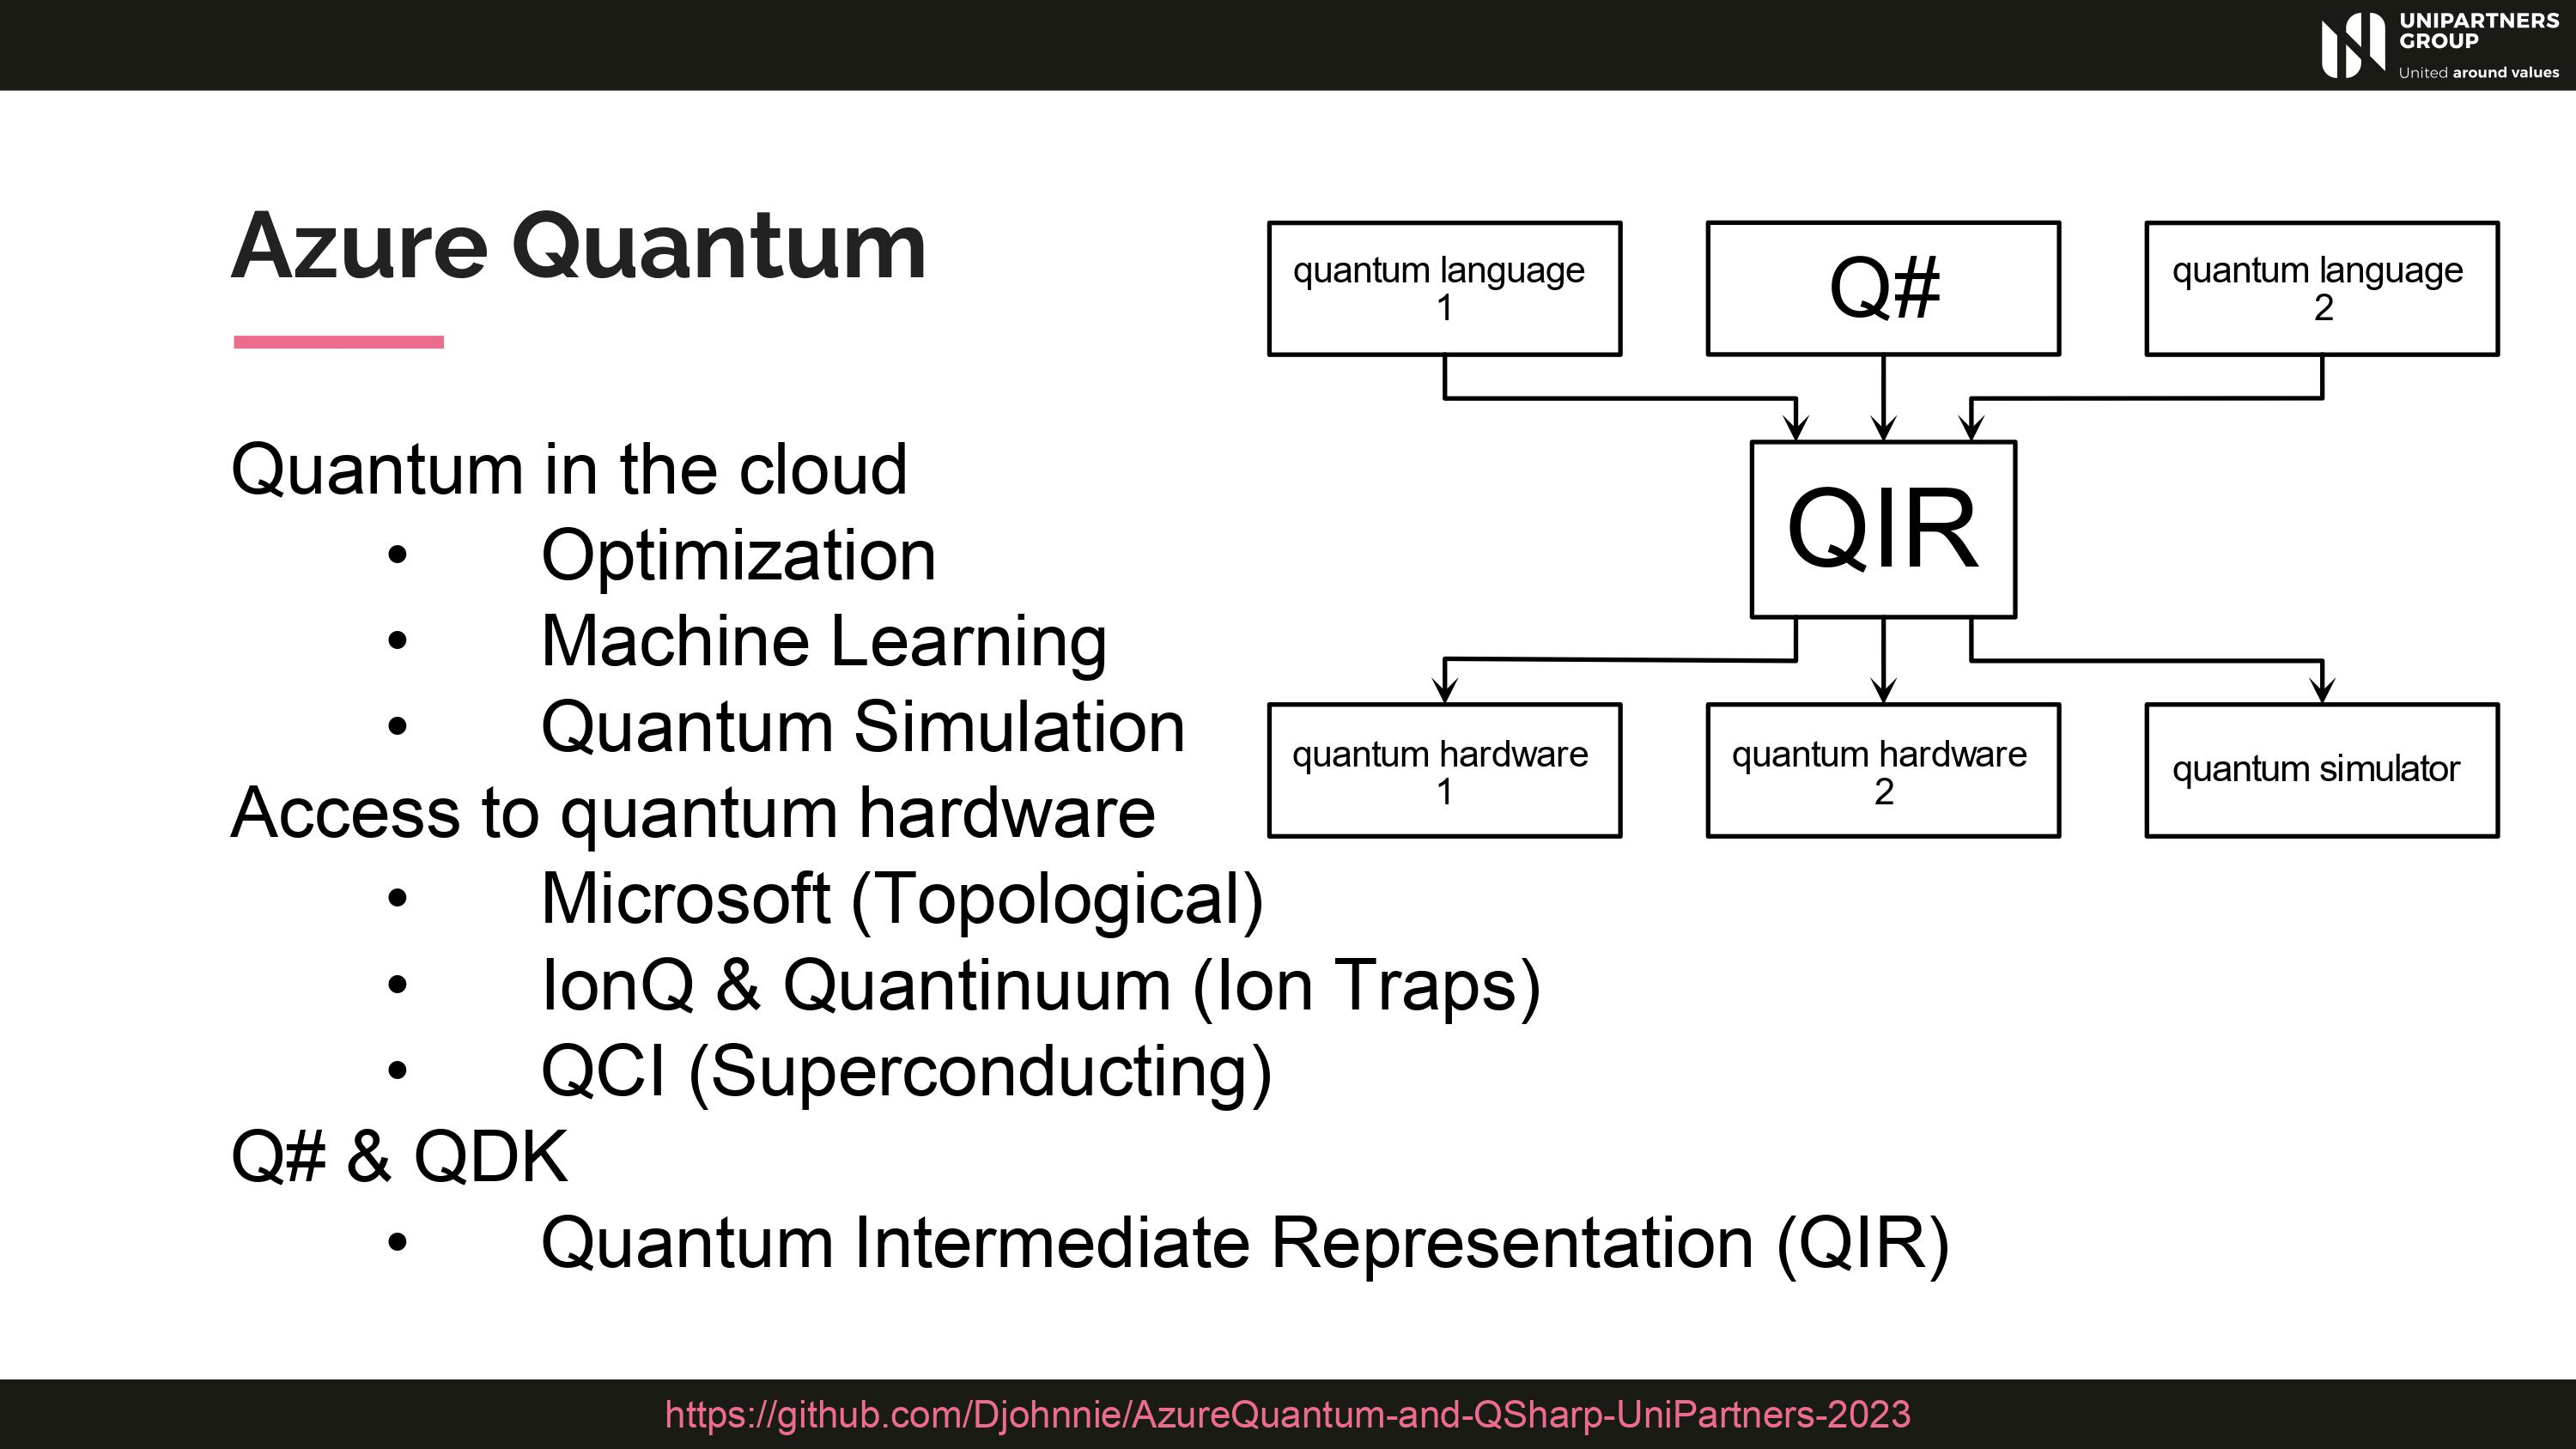 UNIPARTNERS
GROUP
United around values
Azure Quantum
Quantum in the cloud
• Optimization
• Machine Learning
• Quantum Simulation
Access to quantum hardware
• Microsoft (Topological)
• IonQ & Quantinuum (Ion Traps)
• QCI (Superconducting)
Q# & QDK
• Quantum Intermediate Representation (QIR)
quantum language
1
Q#
quantum language
2
QIR
quantum hardware
1
quantum hardware
2
quantum simulator
https://github.com/Djohnnie/AzureQuantum-and-QSharp-UniPartners-2023